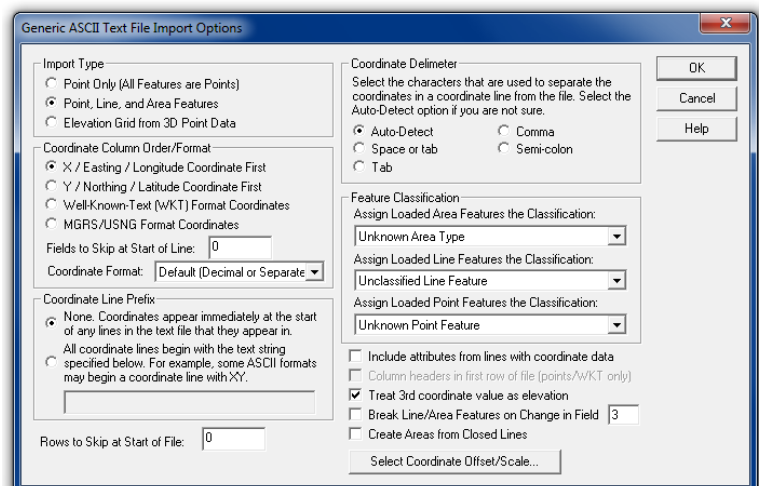 Generic ASCII Text File Import Options
Import Type
Point Only (All Features are Points)
Point, Line, and Area Features
Elevation Grid from 3D Point Data
Coordinate Column Order/Format
X / Easting / Longitude Coordinate First
Y / Northing / Latitude Coordinate First
Well-Known-Text (WKT) Format Coordinates
MGRS/USNG Format Coordinates
Fields to Skip at Start of Line: 0
Coordinate Format: Default (Decimal or Separate
Coordinate Line Prefix
None. Coordinates appear immediately at the start
of any lines in the text file that they appear in.
All coordinate lines begin with the text string
specified below. For example, some ASCII formats
may begin a coordinate line with XY.
Rows to Skip at Start of File: 0
Coordinate Delimeter
Select the characters that are used to separate the
coordinates in a coordinate line from the file. Select the
Auto-Detect option if you are not sure.
Auto-Detect Comma
Space or tab Semi-colon
Tab
Feature Classification
Assign Loaded Area Features the Classification:
Unknown Area Type
Assign Loaded Line Features the Classification:
Unclassified Line Feature
Assign Loaded Point Features the Classification:
Unknown Point Feature
Include attributes from lines with coordinate data
Column headers in first row of file (points/WKT only)
Treat 3rd coordinate value as elevation
Break Line/Area Features on Change in Field 3
Create Areas from Closed Lines
Select Coordinate Offset/Scale...
OK
Cancel
Help